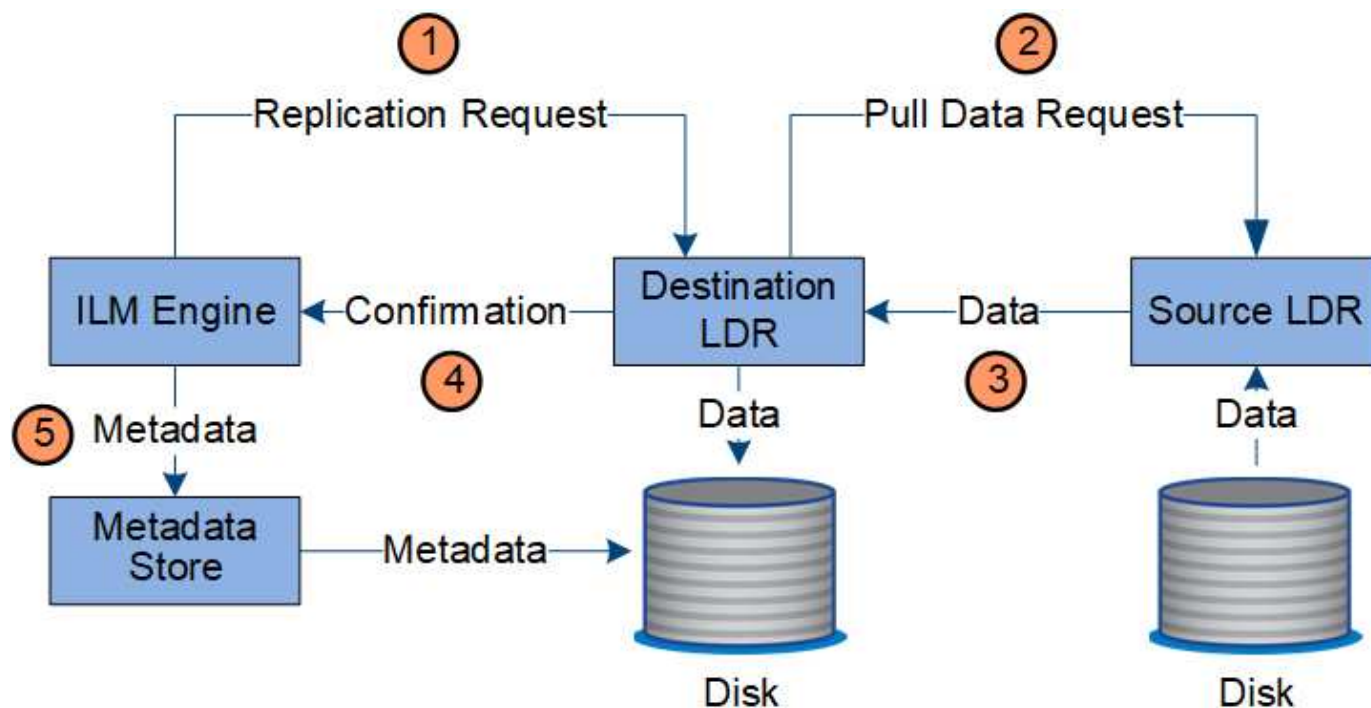 1
2
Replication Request
Pull Data Request
ILM Engine
Confirmation
Destination
LDR
Data
Source LDR
4
3
5
Metadata
Data
Data
Metadata
Store
Metadata
Disk
Disk